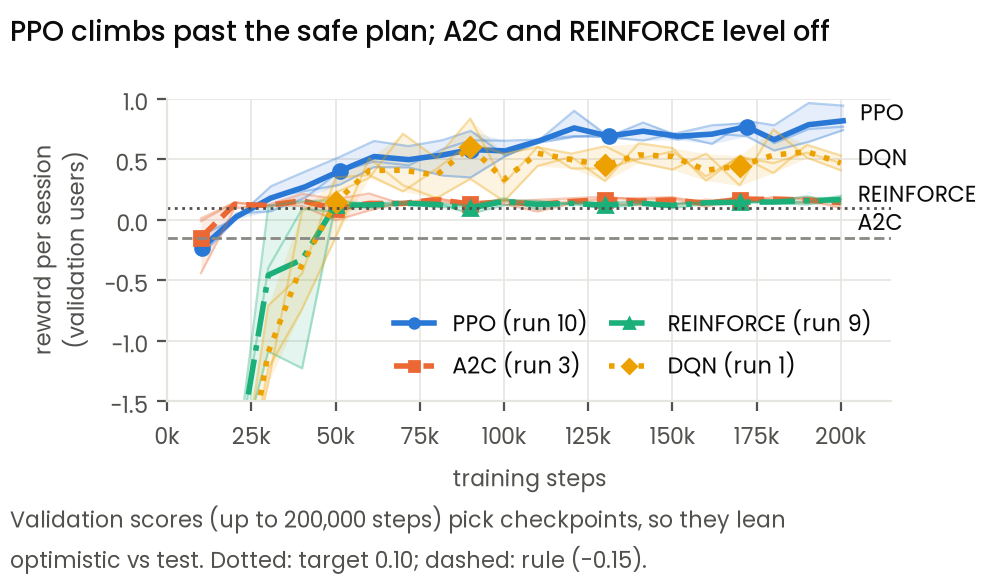 PPO climbs past the safe plan; A2C and REINFORCE level off
reward per session
(validation users)
1.0
0.5
0.0
−0.5
−1.0
−1.5
PPO
DQN
REINFORCE
A2C
PPO (run 10)
REINFORCE (run 9)
A2C (run 3)
DQN (run 1)
0k
25k
50k
75k
100k
125k
150k
175k
200k
training steps
Validation scores (up to 200,000 steps) pick checkpoints, so they lean
optimistic vs test. Dotted: target 0.10; dashed: rule (−0.15).